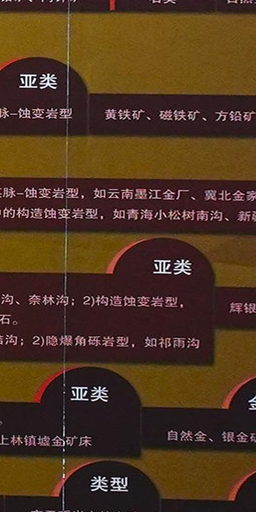 亚类
脉-蚀变岩型
黄铁矿、磁铁矿、方铅矿
脉-蚀变岩型，如云南墨江金厂、冀北金家
的构造蚀变岩型，如青海小松树南沟、新疆
亚类
沟、奈林沟；2)构造蚀变岩型，
石。
沟；2)隐爆角砾岩型，如祁雨沟
辉银
亚类
上林镇墟金矿床
自然金、银金矿
类型